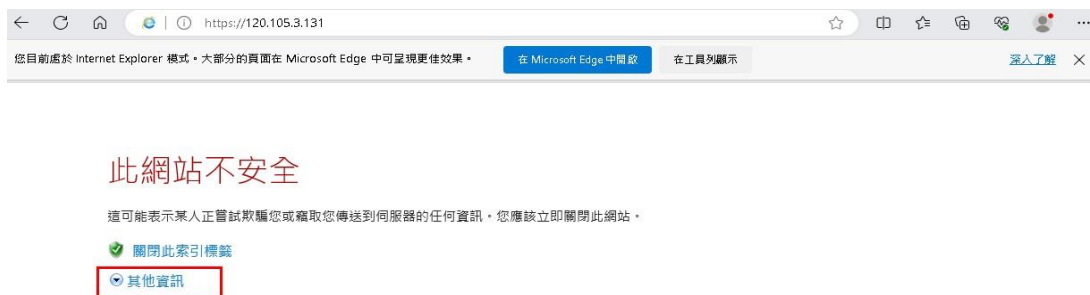 https://120.105.3.131
您目前處於 Internet Explorer 模式。大部分的頁面在 Microsoft Edge 中可呈現更佳效果。 在 Microsoft Edge 中開啟 在工具列顯示 深入了解
此網站不安全
這可能表示某人正嘗試欺騙您或竊取您傳送到伺服器的任何資訊。您應該立即關閉此網站。
關閉此索引標籤
其他資訊